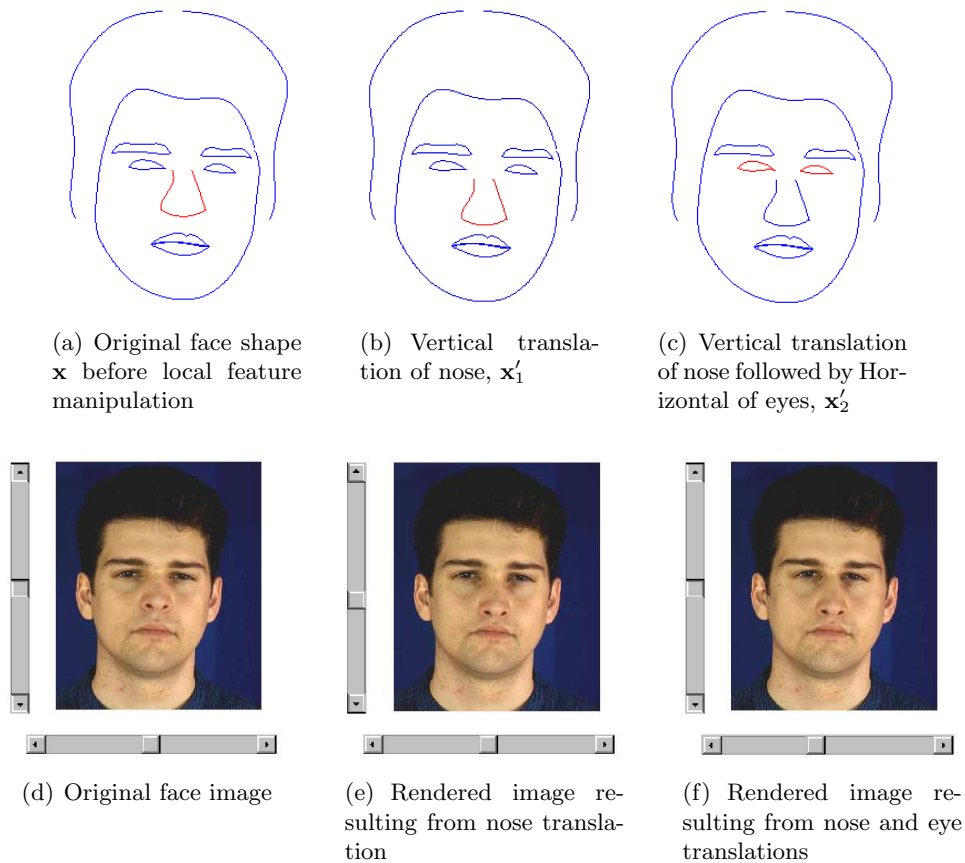 (a) Original face shape
x before local feature
manipulation
(b) Vertical transla-
tion of nose, x′₁
(c) Vertical translation
of nose followed by Hor-
izontal of eyes, x′₂
(d) Original face image
(e) Rendered image re-
sulting from nose transla-
tion
(f) Rendered image re-
sulting from nose and eye
translations